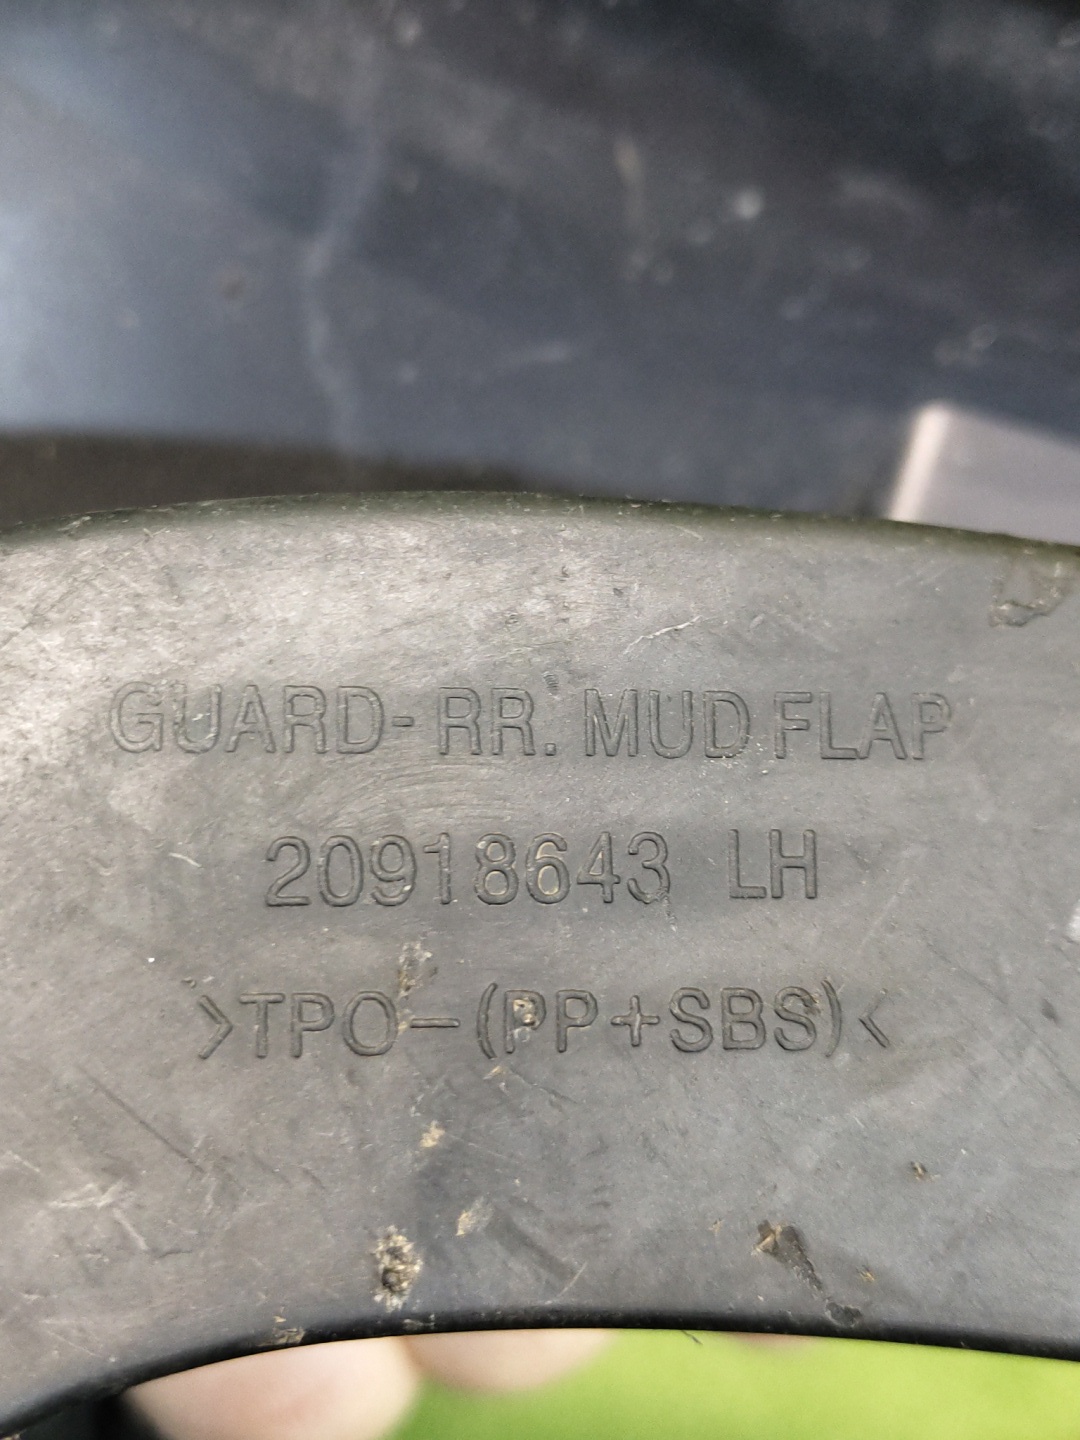 GUARD-RR. MUD FLAP
20918643 LH
>TPO-(PP+SBS)<